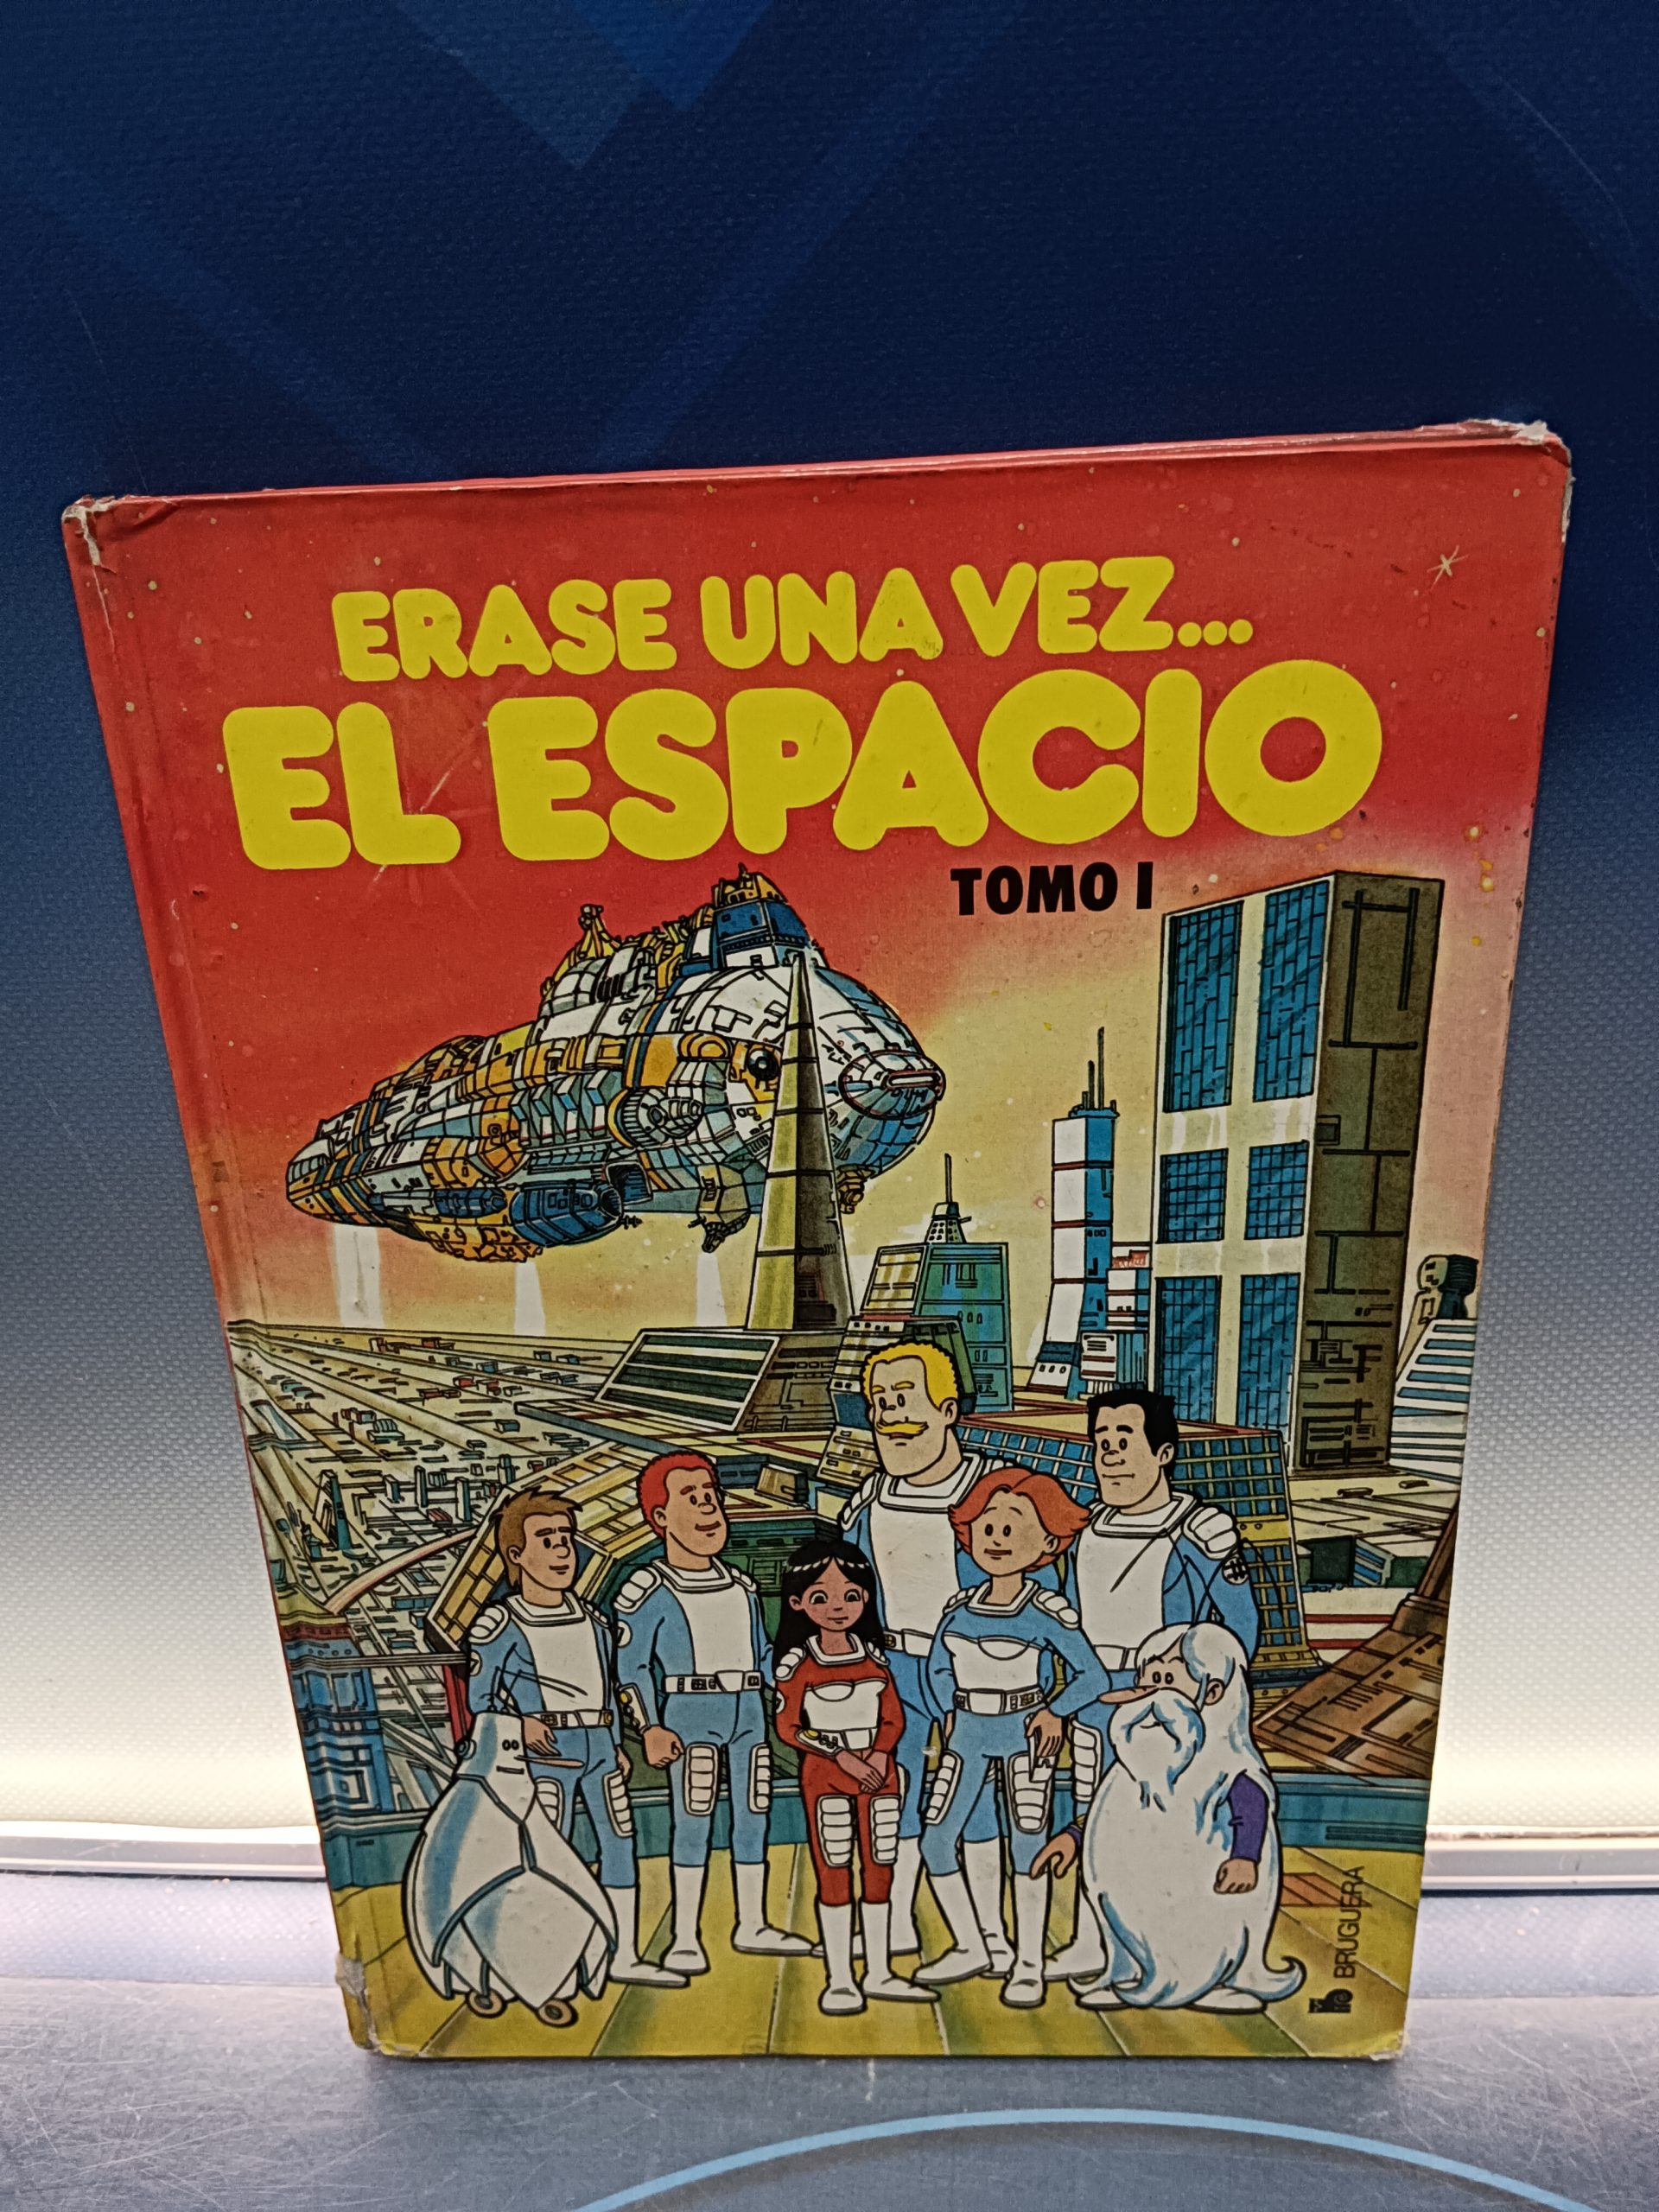 ERASE UNA VEZ...
EL ESPACIO
TOMO I
BRUGUERA